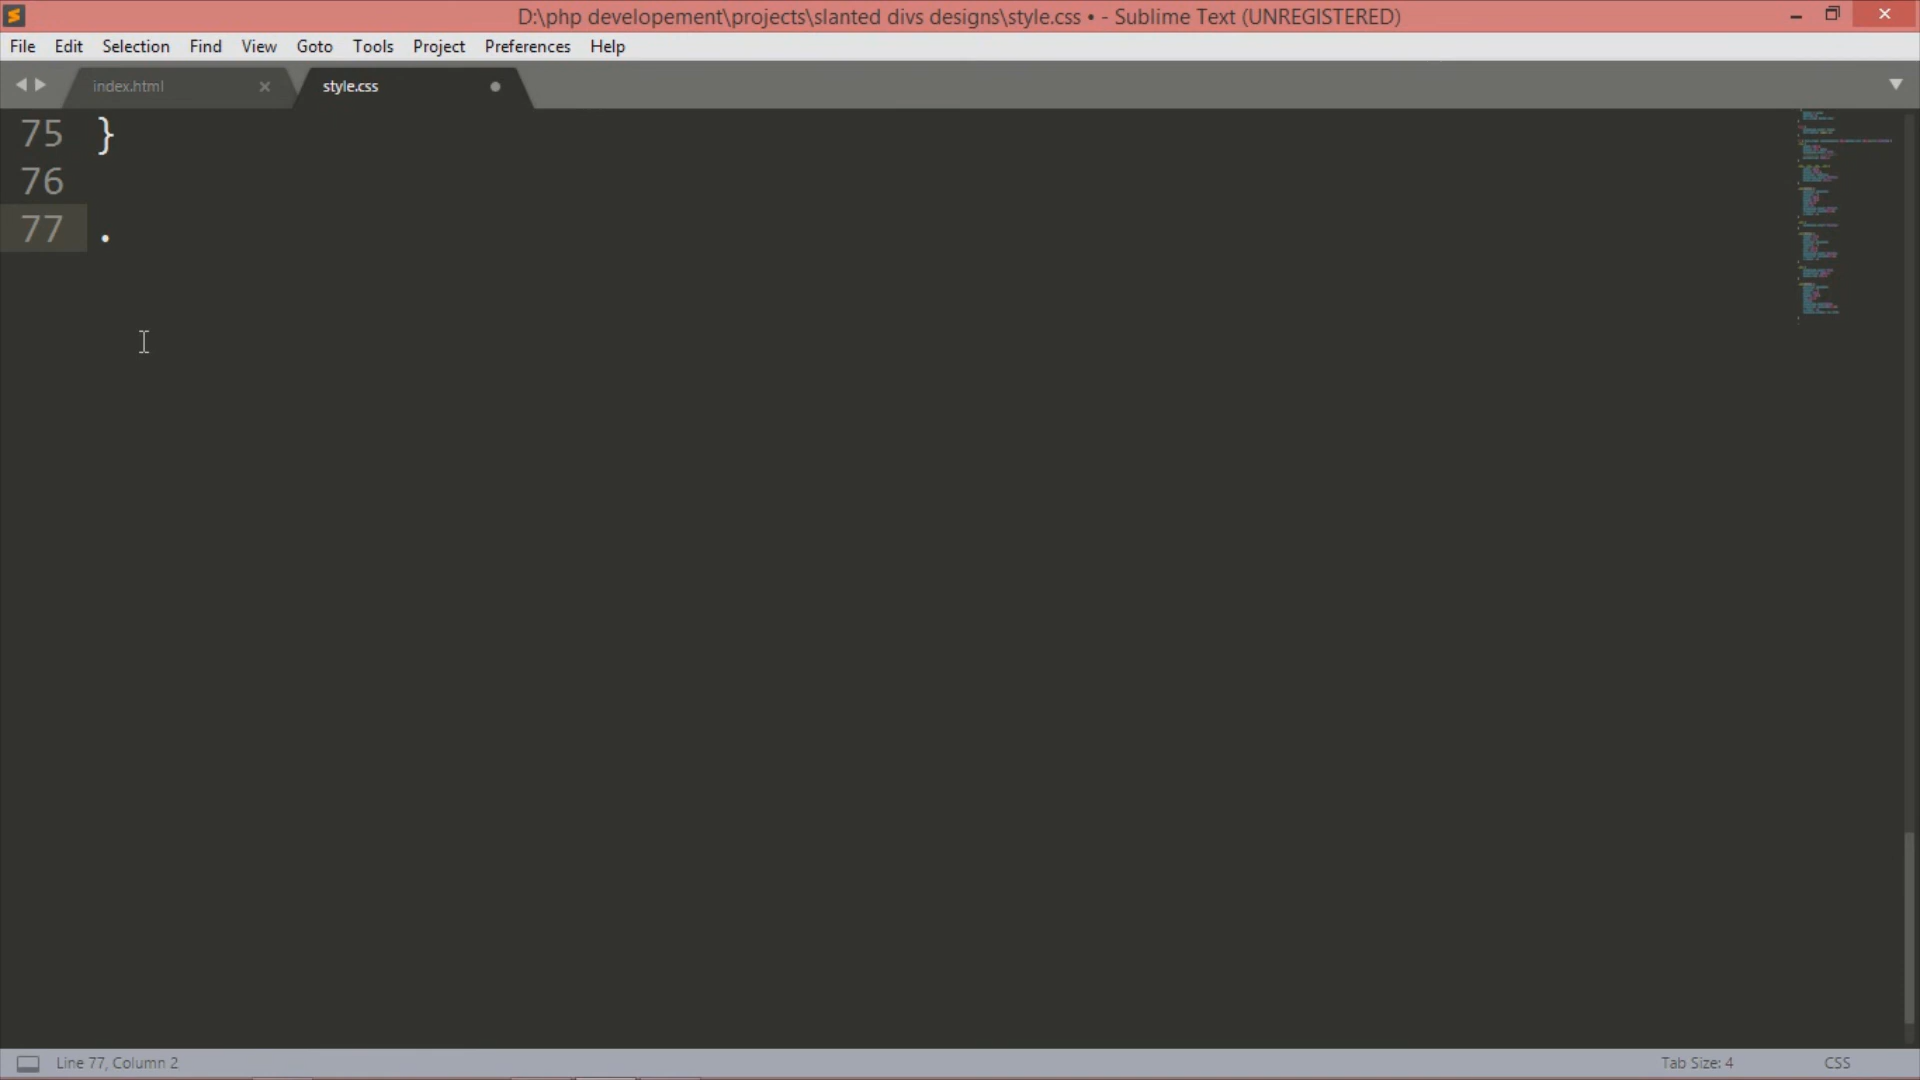 D:\php developement\projects\slanted divs designs\style.css • - Sublime Text (UNREGISTERED)
File Edit Selection Find View Goto Tools Project Preferences Help
index.html style.css
75 }
76
77 .
Line 77, Column 2 Tab Size: 4 CSS